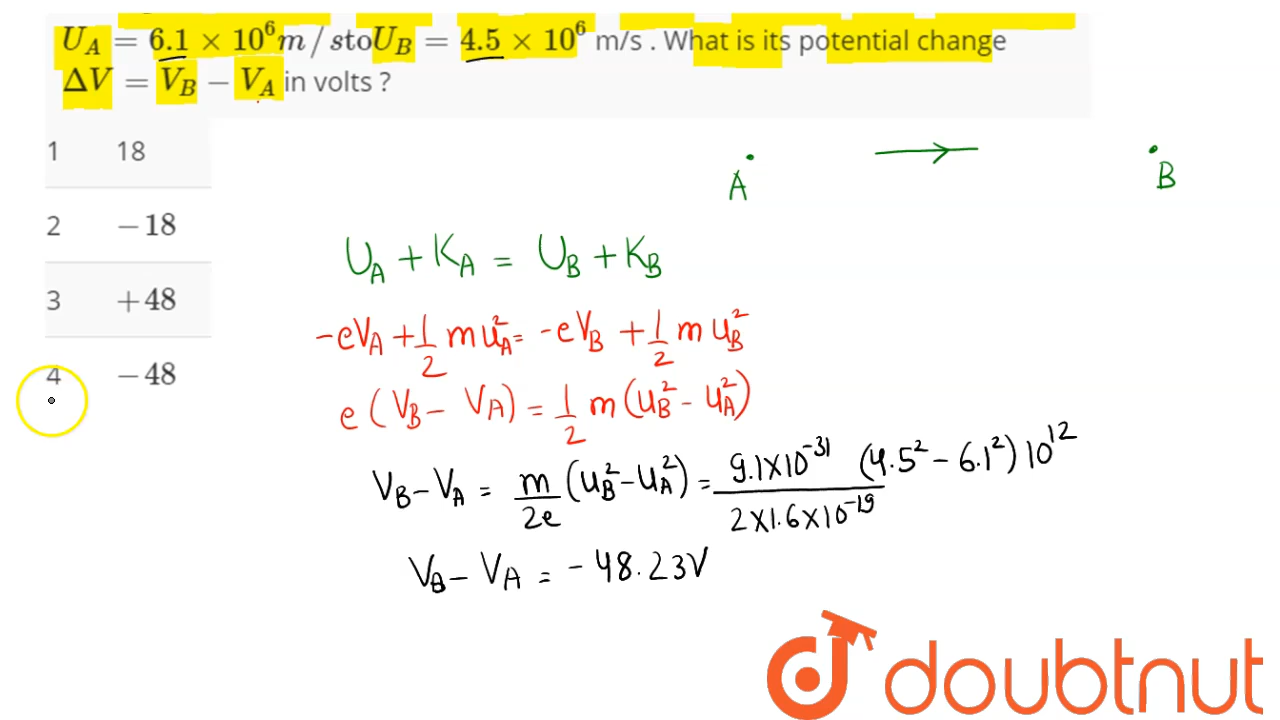 U_A = 6.1 × 10^6 m/stoU_B = 4.5 × 10^6 m/s . What is its potential change
ΔV = V_B − V_A in volts ?
1 18
2 −18
3 +48
4 −48
A B
U_A + K_A = U_B + K_B
-eV_A + 1/2 m u_A^2 = -eV_B + 1/2 m u_B^2
e(V_B - V_A) = 1/2 m (u_B^2 - u_A^2)
V_B - V_A = m/2e (u_B^2 - u_A^2) = 9.1×10^-31 (4.5^2 - 6.1^2) 10^12 / 2×1.6×10^-19
V_B - V_A = -48.23V
doubtnut